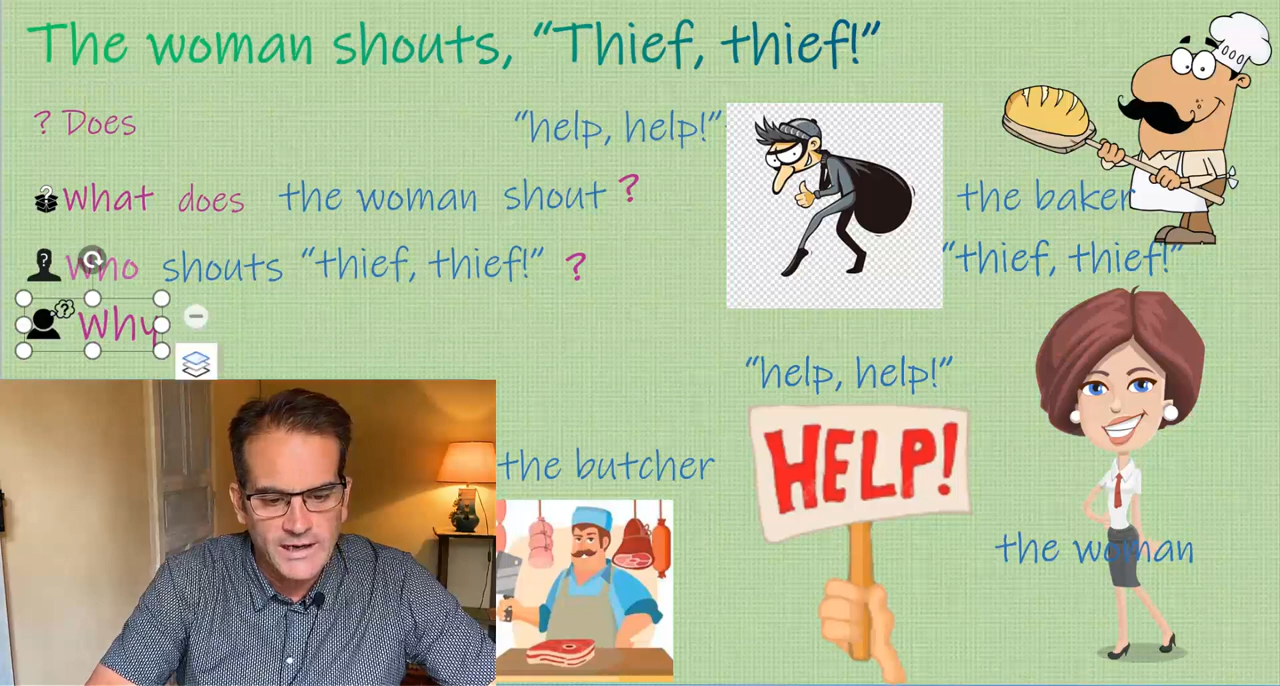 The woman shouts, “Thief, thief!”
? Does
“help, help!”
What does the woman shout ?
the baker
Who shouts “thief, thief!” ?
“thief, thief!”
Why
“help, help!”
HELP!
the butcher
the woman